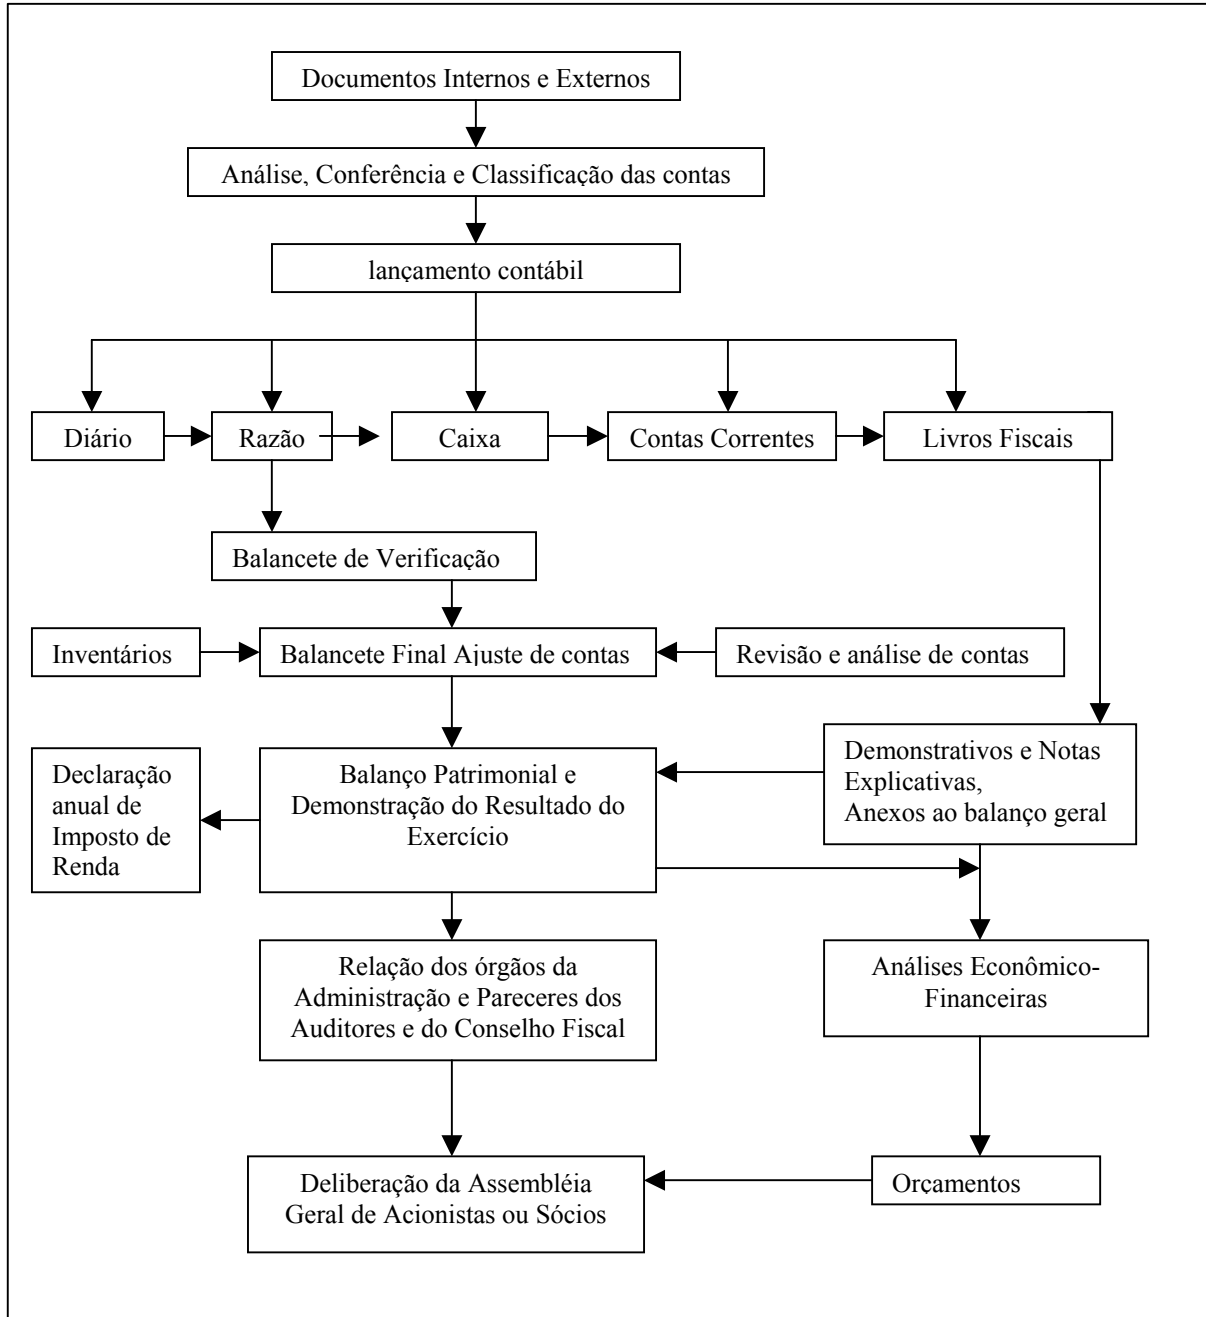 Documentos Internos e Externos
Análise, Conferência e Classificação das contas
lançamento contábil
Diário
Razão
Caixa
Contas Correntes
Livros Fiscais
Balancete de Verificação
Inventários
Balancete Final Ajuste de contas
Revisão e análise de contas
Declaração
anual de
Imposto de
Renda
Balanço Patrimonial e
Demonstração do Resultado do
Exercício
Demonstrativos e Notas
Explicativas,
Anexos ao balanço geral
Relação dos órgãos da
Administração e Pareceres dos
Auditores e do Conselho Fiscal
Análises Econômico-
Financeiras
Deliberação da Assembléia
Geral de Acionistas ou Sócios
Orçamentos